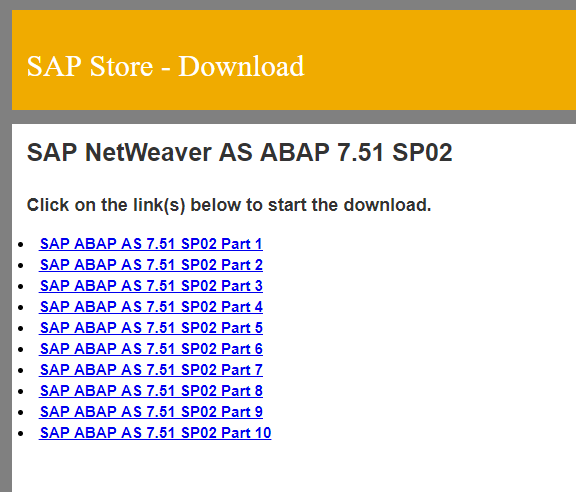 SAP Store - Download
SAP NetWeaver AS ABAP 7.51 SP02
Click on the link(s) below to start the download.
SAP ABAP AS 7.51 SP02 Part 1
SAP ABAP AS 7.51 SP02 Part 2
SAP ABAP AS 7.51 SP02 Part 3
SAP ABAP AS 7.51 SP02 Part 4
SAP ABAP AS 7.51 SP02 Part 5
SAP ABAP AS 7.51 SP02 Part 6
SAP ABAP AS 7.51 SP02 Part 7
SAP ABAP AS 7.51 SP02 Part 8
SAP ABAP AS 7.51 SP02 Part 9
SAP ABAP AS 7.51 SP02 Part 10